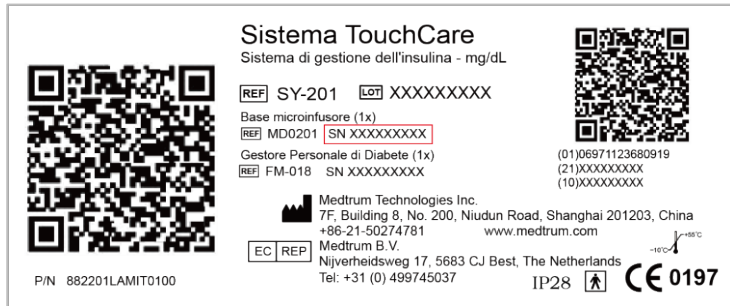 Sistema TouchCare
Sistema di gestione dell'insulina - mg/dL
REF SY-201 LOT XXXXXXXXX
Base microinfusore (1x)
REF MD0201 SN XXXXXXXXX
Gestore Personale di Diabete (1x)
REF FM-018 SN XXXXXXXXX
(01)06971123680919
(21)XXXXXXXXX
(10)XXXXXXXXX
Medtrum Technologies Inc.
7F, Building 8, No. 200, Niudun Road, Shanghai 201203, China
+86-21-50274781 www.medtrum.com
EC REP Medtrum B.V.
Nijverheidsweg 17, 5683 CJ Best, The Netherlands
Tel: +31 (0) 499745037
-10°C +55°C
IP28 CE 0197
P/N 882201LAMIT0100